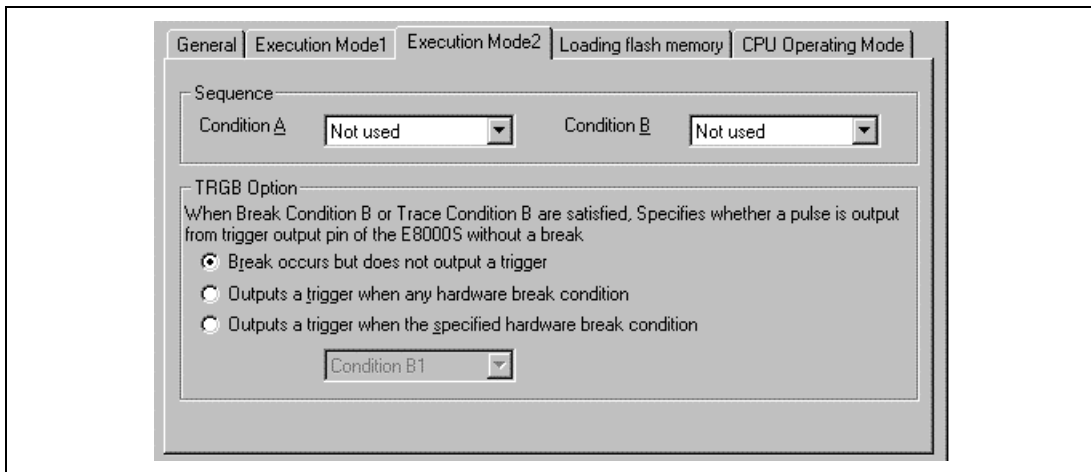 General Execution Mode1 Execution Mode2 Loading flash memory CPU Operating Mode
Sequence
Condition A Not used Condition B Not used
TRGB Option
When Break Condition B or Trace Condition B are satisfied, Specifies whether a pulse is output
from trigger output pin of the E8000S without a break
Break occurs but does not output a trigger
Outputs a trigger when any hardware break condition
Outputs a trigger when the specified hardware break condition
Condition B1